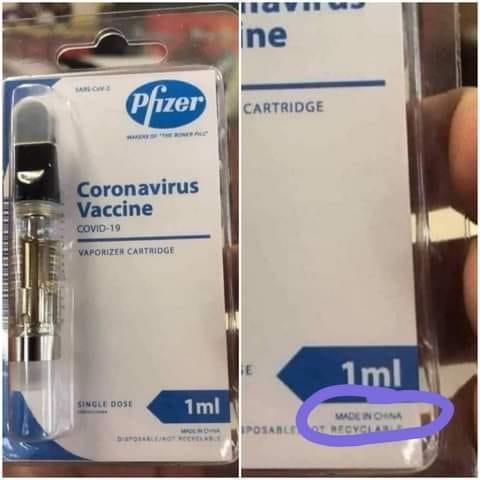 SARS-CoV-2
Pfizer
MAKERS OF "THE BONER PILL"
Coronavirus
Vaccine
COVID-19
VAPORIZER CARTRIDGE
SINGLE DOSE
1ml
MADE IN CHINA
DISPOSABLE/NOT RECYCLABLE
navirus
ine
CARTRIDGE
SE
1ml
MADE IN CHINA
SPOSABLE/NOT RECYCLABLE